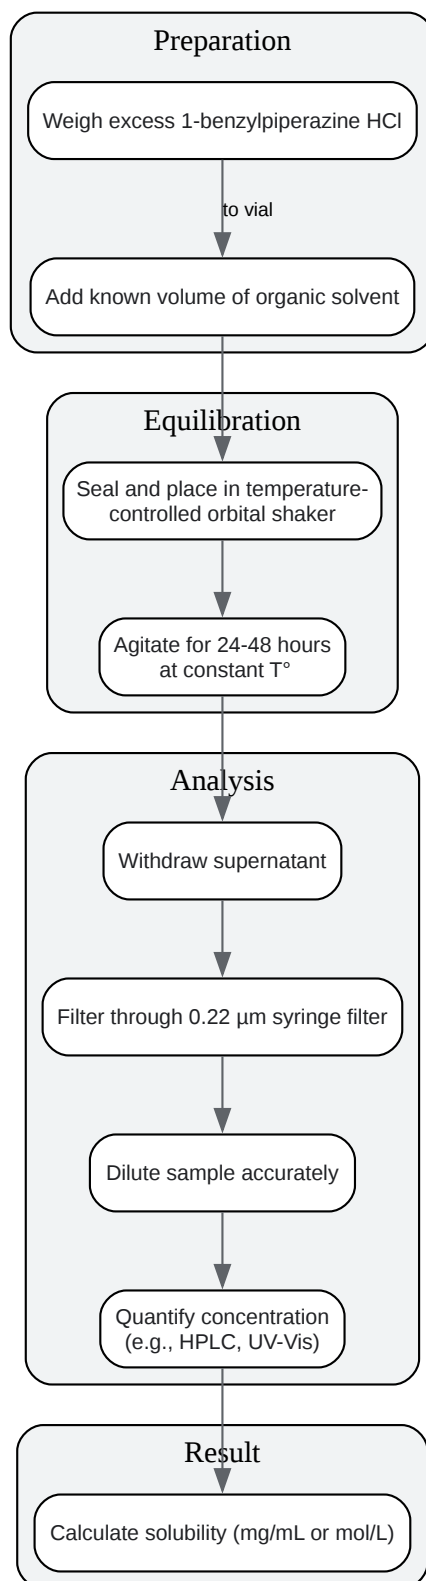 Preparation
Weigh excess 1-benzylpiperazine HCl
to vial
Add known volume of organic solvent
Equilibration
Seal and place in temperature-
controlled orbital shaker
Agitate for 24-48 hours
at constant T°
Analysis
Withdraw supernatant
Filter through 0.22 µm syringe filter
Dilute sample accurately
Quantify concentration
(e.g., HPLC, UV-Vis)
Result
Calculate solubility (mg/mL or mol/L)